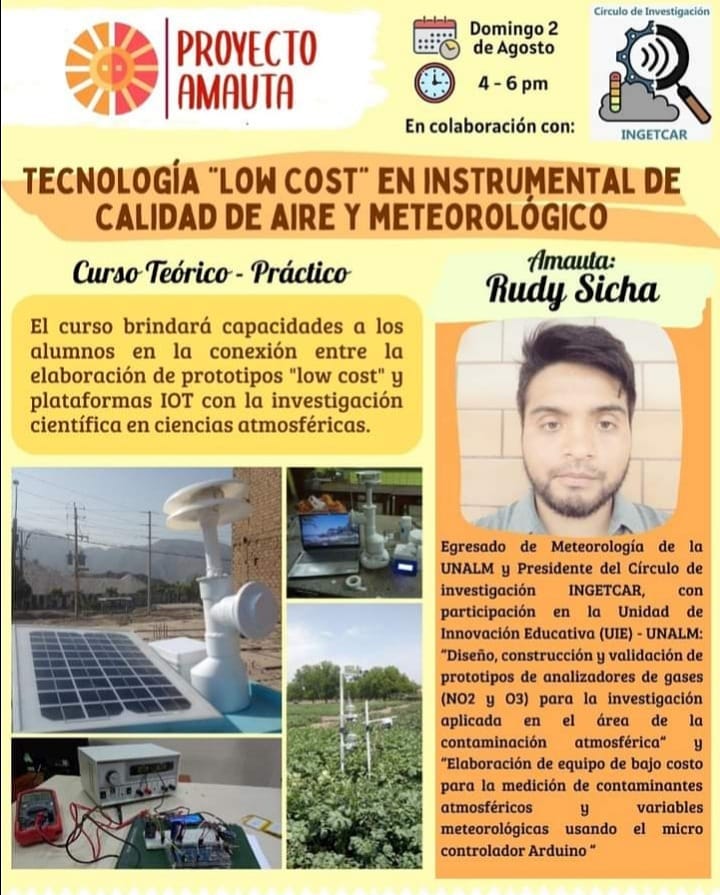 PROYECTO
AMAUTA
Domingo 2
de Agosto
4 - 6 pm
En colaboración con:
Círculo de Investigación
INGETCAR
TECNOLOGÍA "LOW COST" EN INSTRUMENTAL DE
CALIDAD DE AIRE Y METEOROLÓGICO
Curso Teórico - Práctico
El curso brindará capacidades a los
alumnos en la conexión entre la
elaboración de prototipos "low cost" y
plataformas IOT con la investigación
científica en ciencias atmosféricas.
Amauta:
Rudy Sicha
Egresado de Meteorología de la
UNALM y Presidente del Círculo de
investigación INGETCAR, con
participación en la Unidad de
Innovación Educativa (UIE) - UNALM:
"Diseño, construcción y validación de
prototipos de analizadores de gases
(NO2 y O3) para la investigación
aplicada en el área de la
contaminación atmosférica" y
"Elaboración de equipo de bajo costo
para la medición de contaminantes
atmosféricos y variables
meteorológicas usando el micro
controlador Arduino "